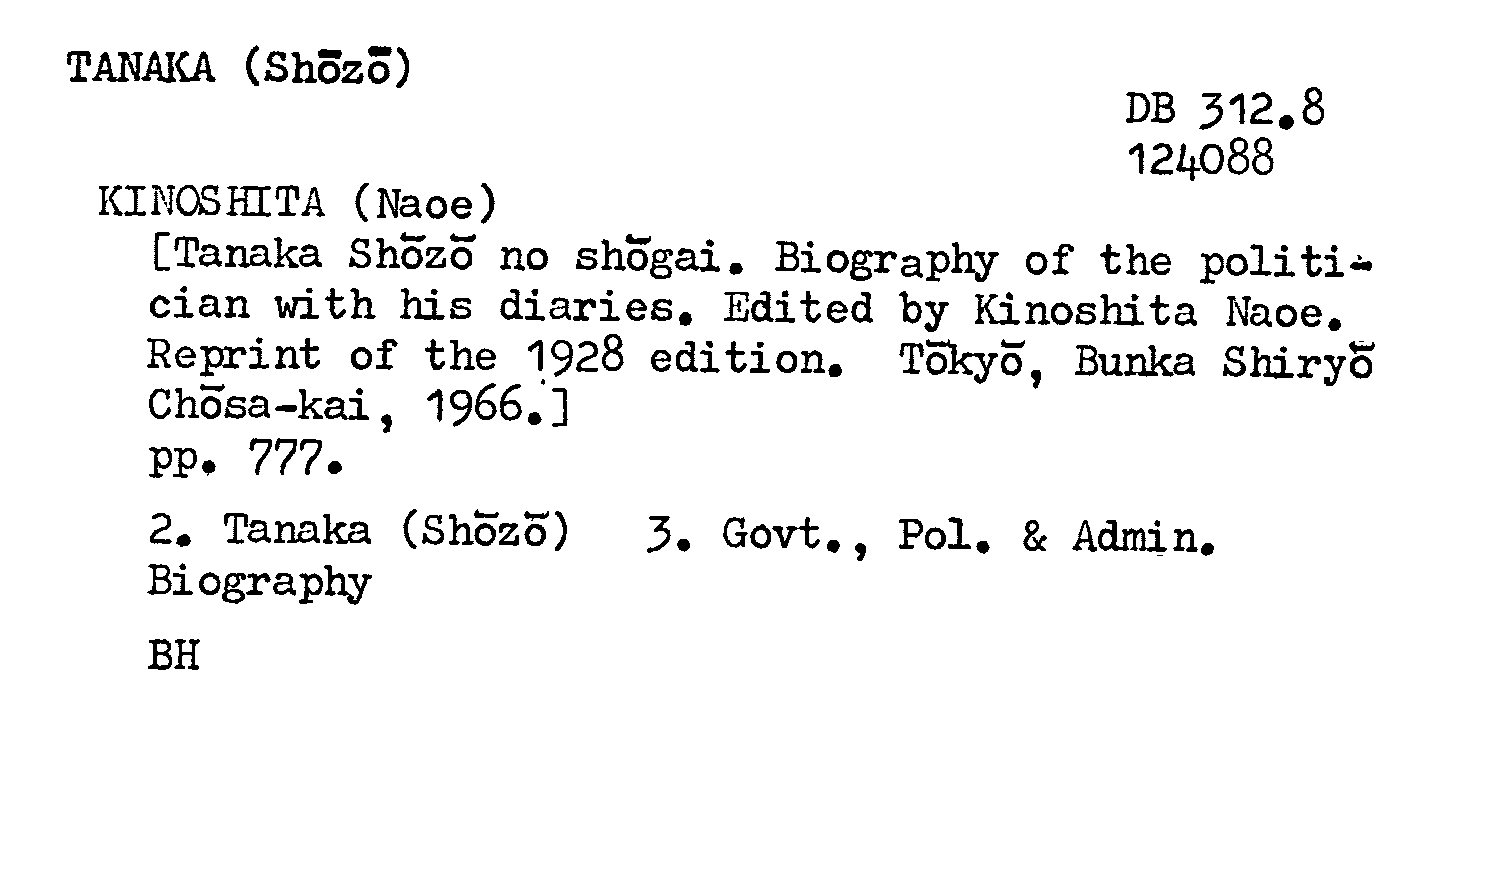 TANAKA (Shōzō)
DB 312.8
124088
KINOSHITA (Naoe)
[Tanaka Shōzō no shōgai. Biography of the politi-
cian with his diaries. Edited by Kinoshita Naoe.
Reprint of the 1928 edition. Tōkyō, Bunka Shiryō
Chōsa-kai, 1966.]
pp. 777.
2. Tanaka (Shōzō) 3. Govt., Pol. & Admin.
Biography
BH